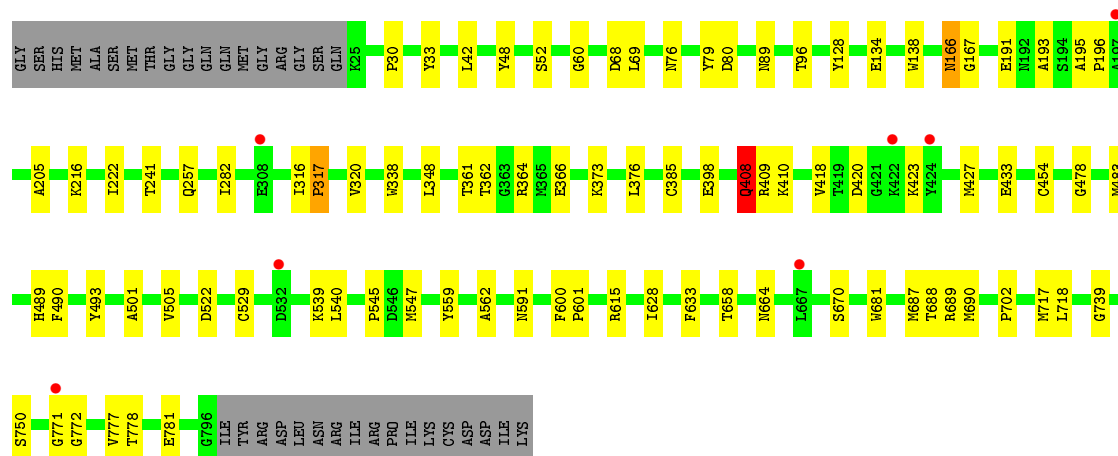 GLY SER HIS MET ALA SER MET THR GLY GLY GLN GLN MET GLY ARG GLY SER GLN K25 P30 Y33 L42 Y48 S52 G60 D68 L69 N76 Y79 D80 N89 T96 Y128 E134 W138 N166 G167 E191 N192 A193 S194 A195 P196 A197
A205 K216 I222 T241 Q257 I282 E308 I316 P317 V320 W338 L348 T361 T362 G363 R364 M365 E366 K373 L376 C385 E398 Q408 R409 K410 V418 T419 D420 G421 K422 K423 Y424 M427 E433 C454 G478
H489 F490 Y493 A501 V505 D522 C529 D532 K539 L540 P545 D546 M547 Y559 A562 N591 F600 P601 R615 I628 F633 T658 N664 L667 S670 W681 M687 T688 R689 M690 P702 M717 L718 G739
S750 G771 G772 V777 T778 E781 G796 ILE TYR ARG ASP LEU ASN ARG ILE ARG PRO ILE LYS CYS ASP ASP ILE LYS